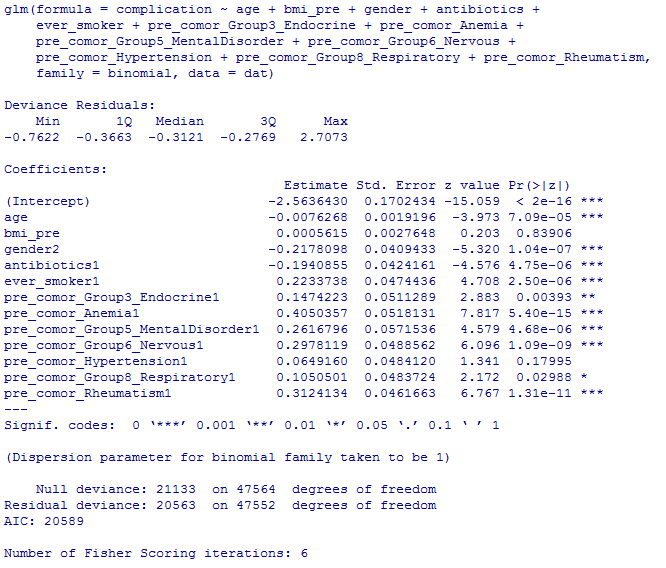 glm(formula = complication ~ age + bmi_pre + gender + antibiotics +
    ever_smoker + pre_comor_Group3_Endocrine + pre_comor_Anemia +
    pre_comor_Group5_MentalDisorder + pre_comor_Group6_Nervous +
    pre_comor_Hypertension + pre_comor_Group8_Respiratory + pre_comor_Rheumatism,
    family = binomial, data = dat)

Deviance Residuals:
    Min       1Q   Median       3Q      Max
-0.7622  -0.3663  -0.3121  -0.2769   2.7073

Coefficients:
                                   Estimate Std. Error z value Pr(>|z|)
(Intercept)                      -2.5636430  0.1702434 -15.059  < 2e-16 ***
age                              -0.0076268  0.0019196  -3.973 7.09e-05 ***
bmi_pre                           0.0005615  0.0027648   0.203  0.83906
gender2                          -0.2178098  0.0409433  -5.320 1.04e-07 ***
antibiotics1                     -0.1940855  0.0424161  -4.576 4.75e-06 ***
ever_smoker1                      0.2233738  0.0474436   4.708 2.50e-06 ***
pre_comor_Group3_Endocrine1       0.1474223  0.0511289   2.883  0.00393 **
pre_comor_Anemia1                 0.4050357  0.0518131   7.817 5.40e-15 ***
pre_comor_Group5_MentalDisorder1  0.2616796  0.0571536   4.579 4.68e-06 ***
pre_comor_Group6_Nervous1         0.2978119  0.0488562   6.096 1.09e-09 ***
pre_comor_Hypertension1           0.0649160  0.0484120   1.341  0.17995
pre_comor_Group8_Respiratory1     0.1050501  0.0483724   2.172  0.02988 *
pre_comor_Rheumatism1             0.3124134  0.0461663   6.767 1.31e-11 ***
---
Signif. codes:  0 ‘***’ 0.001 ‘**’ 0.01 ‘*’ 0.05 ‘.’ 0.1 ‘ ’ 1

(Dispersion parameter for binomial family taken to be 1)

    Null deviance: 21133  on 47564  degrees of freedom
Residual deviance: 20563  on 47552  degrees of freedom
AIC: 20589

Number of Fisher Scoring iterations: 6